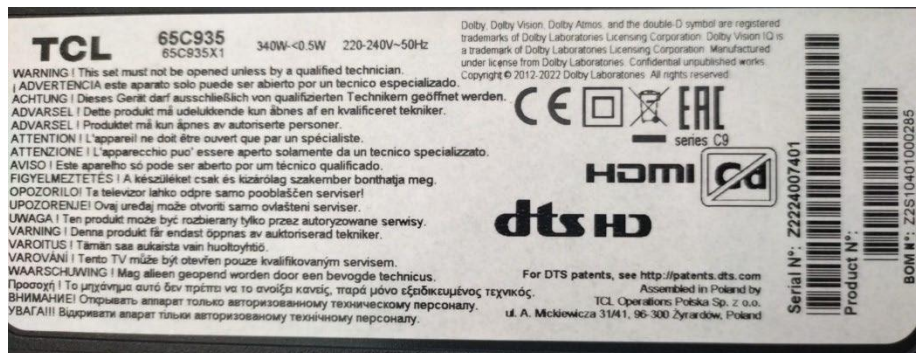 TCL
65C935
65C935X1
340W-<0.5W 220-240V~50Hz
WARNING ! This set must not be opened unless by a qualified technician.
¡ ADVERTENCIA este aparato solo puede ser abierto por un tecnico especializado.
ACHTUNG ! Dieses Gerät darf ausschließlich von qualifizierten Technikern geöffnet werden.
ADVARSEL ! Dette produkt må udelukkende kun åbnes af en kvalificeret tekniker.
ADVARSEL ! Produktet må kun åpnes av autoriserte personer.
ATTENTION ! L'appareil ne doit être ouvert que par un spécialiste.
ATTENZIONE ! L'apparecchio puo' essere aperto solamente da un tecnico specializzato.
AVISO ! Este aparelho só pode ser aberto por um técnico qualificado.
FIGYELMEZTETÉS ! A készüléket csak és kizárólag szakember bonthatja meg.
OPOZORILO! Ta televizor lahko odpre samo pooblaščen serviser!
UPOZORENJE! Ovaj uređaj može otvoriti samo ovlašteni serviser.
UWAGA ! Ten produkt może być rozbierany tylko przez autoryzowane serwisy.
VARNING ! Denna produkt får endast öppnas av auktoriserad tekniker.
VAROITUS ! Tämän saa aukaista vain huoltoyhtiö.
VAROVÁNÍ ! Tento TV může být otevřen pouze kvalifikovaným servisem.
WAARSCHUWING ! Mag alleen geopend worden door een bevogde technicus.
Προσοχή ! Το μηχάνημα αυτό δεν πρέπει να το ανοίξει κανείς, παρά μόνο εξειδικευμένος τεχνικός.
ВНИМАНИЕ! Открывать аппарат только авторизованному техническому персоналу.
УВАГА!!! Відкривати апарат тільки авторизованому технічному персоналу.
Dolby, Dolby Vision, Dolby Atmos, and the double-D symbol are registered
trademarks of Dolby Laboratories Licensing Corporation. Dolby Vision IQ is
a trademark of Dolby Laboratories Licensing Corporation. Manufactured
under license from Dolby Laboratories. Confidential unpublished works.
Copyright © 2012-2022 Dolby Laboratories. All rights reserved.
CE EAC
series C9
HDMI
dts HD
For DTS patents, see http://patents.dts.com
Assembled in Poland by
TCL Operations Polska Sp. z o.o.
ul. A. Mickiewicza 31/41, 96-300 Żyrardów, Poland
Serial N°: Z2224007401
Product N°:
BOM N°: Z2S10401000285